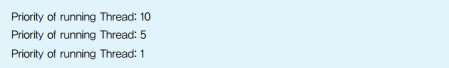 Priority of running Thread: 10
Priority of running Thread: 5
Priority of running Thread: 1